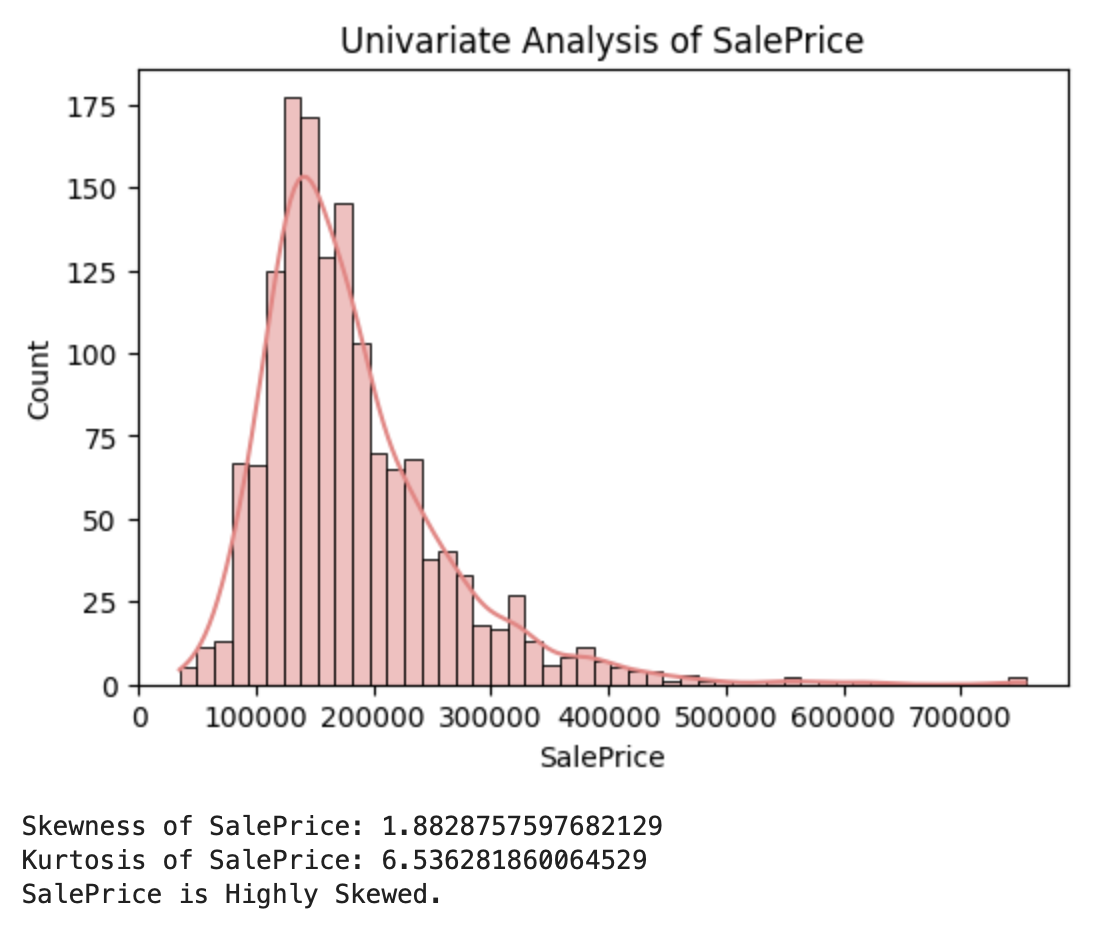 Univariate Analysis of SalePrice
175
150
125
100
75
50
25
0
Count
0 100000 200000 300000 400000 500000 600000 700000
SalePrice
Skewness of SalePrice: 1.8828757597682129
Kurtosis of SalePrice: 6.536281860064529
SalePrice is Highly Skewed.